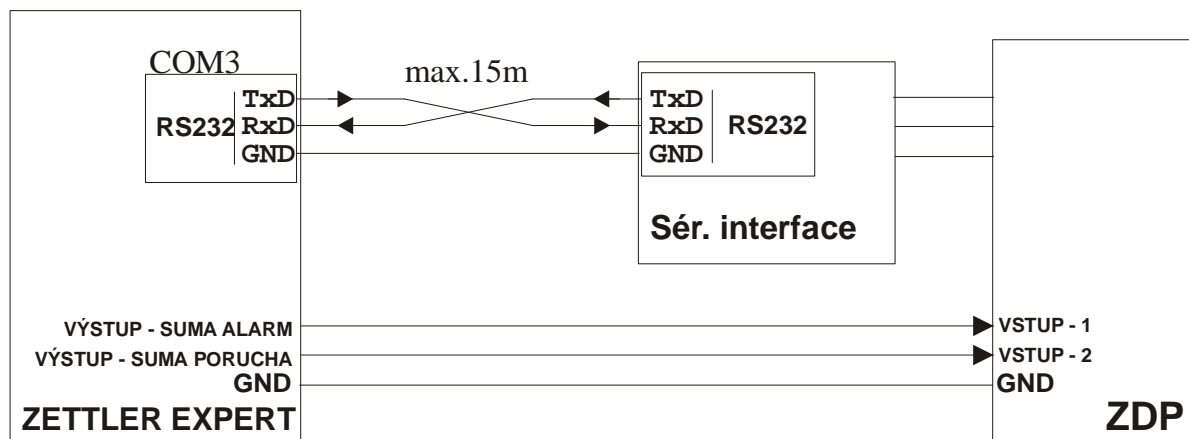 COM3
max.15m
TxD
RxD
GND
RS232
TxD
RxD
GND
RS232
Sér. interface
VÝSTUP - SUMA ALARM
VÝSTUP - SUMA PORUCHA
GND
ZETTLER EXPERT
VSTUP - 1
VSTUP - 2
GND
ZDP